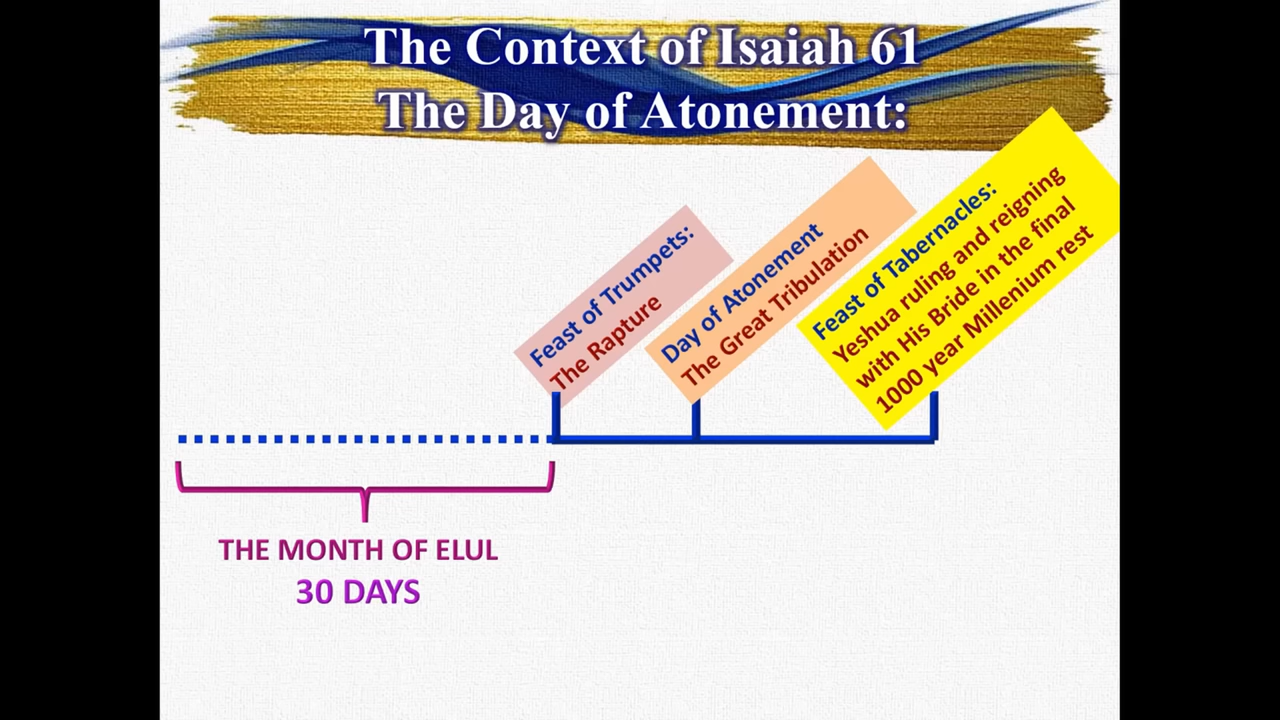 The Context of Isaiah 61
The Day of Atonement:
Feast of Trumpets:
The Rapture
Day of Atonement
The Great Tribulation
Feast of Tabernacles:
Yeshua ruling and reigning
with His Bride in the final
1000 year Millenium rest
THE MONTH OF ELUL
30 DAYS